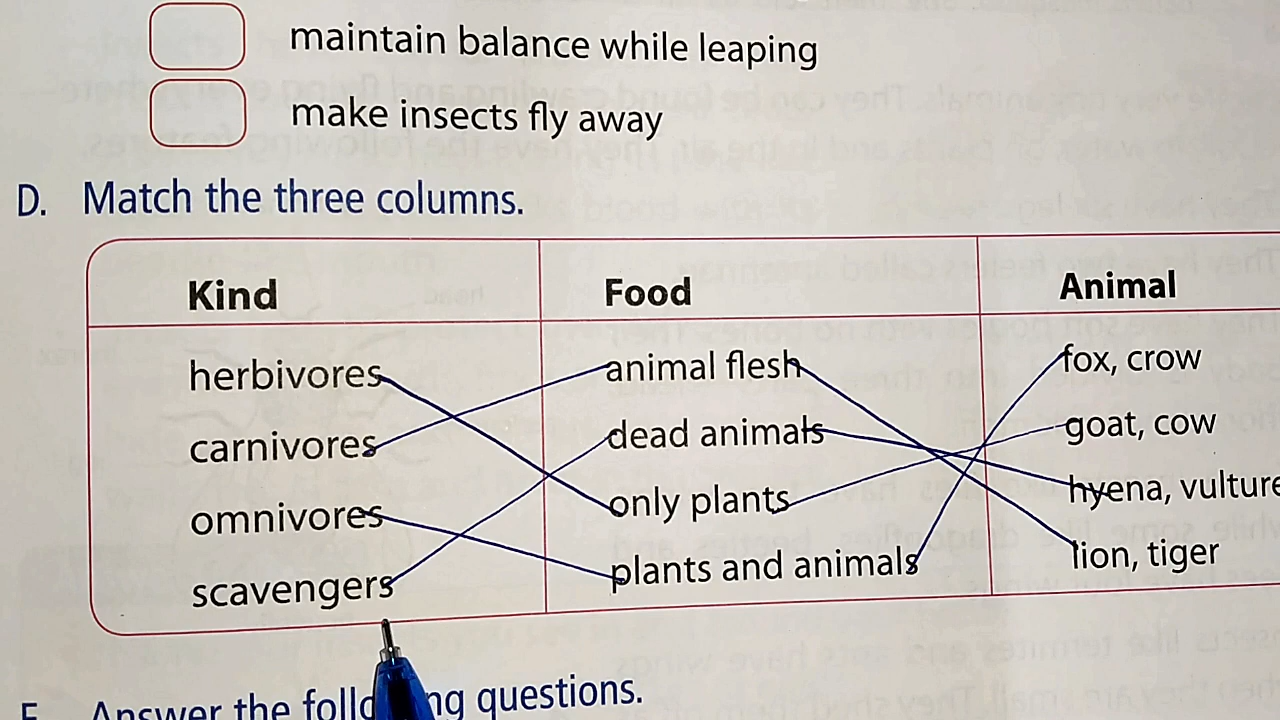 maintain balance while leaping
make insects fly away
D. Match the three columns.
Kind Food Animal
herbivores animal flesh fox, crow
carnivores dead animals goat, cow
omnivores only plants hyena, vulture
scavengers plants and animals lion, tiger
Answer the following questions.